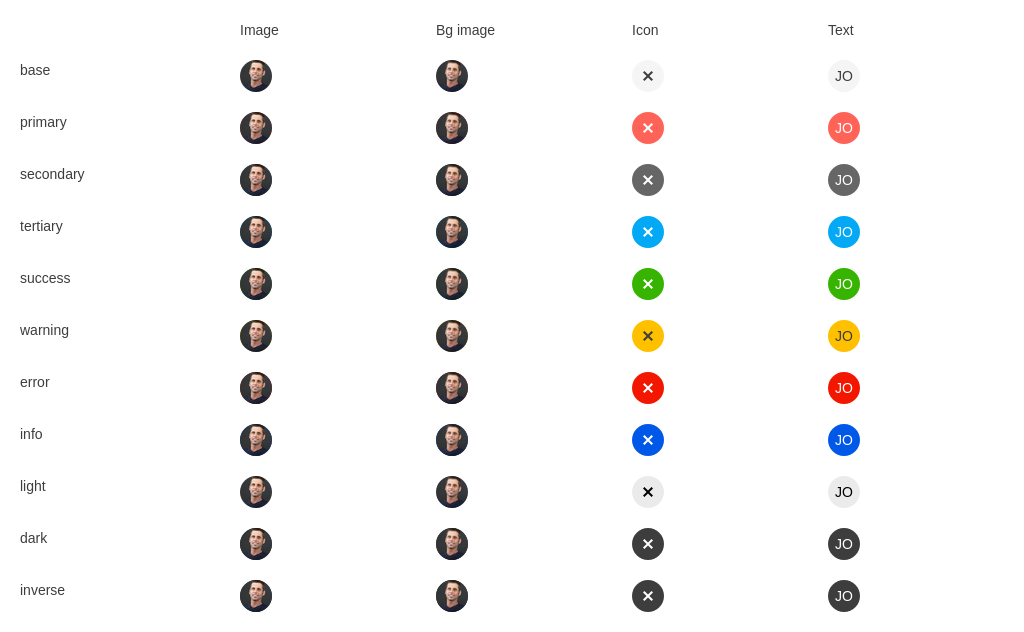 Image Bg image Icon Text
base JO
primary JO
secondary JO
tertiary JO
success JO
warning JO
error JO
info JO
light JO
dark JO
inverse JO